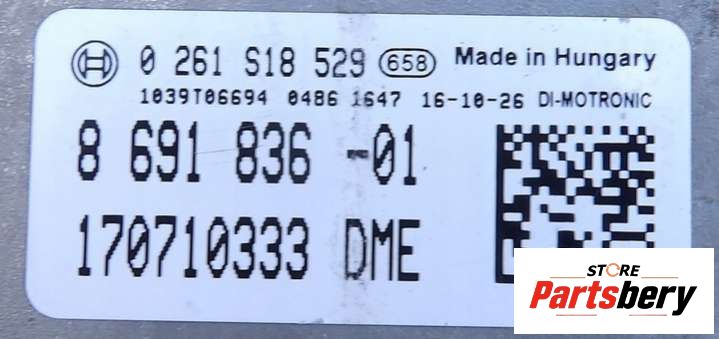 0 261 S18 529 658 Made in Hungary
1039T06694 0486 1647 16-10-26 DI-MOTRONIC
8 691 836 -01
170710333 DME
STORE
Partsbery